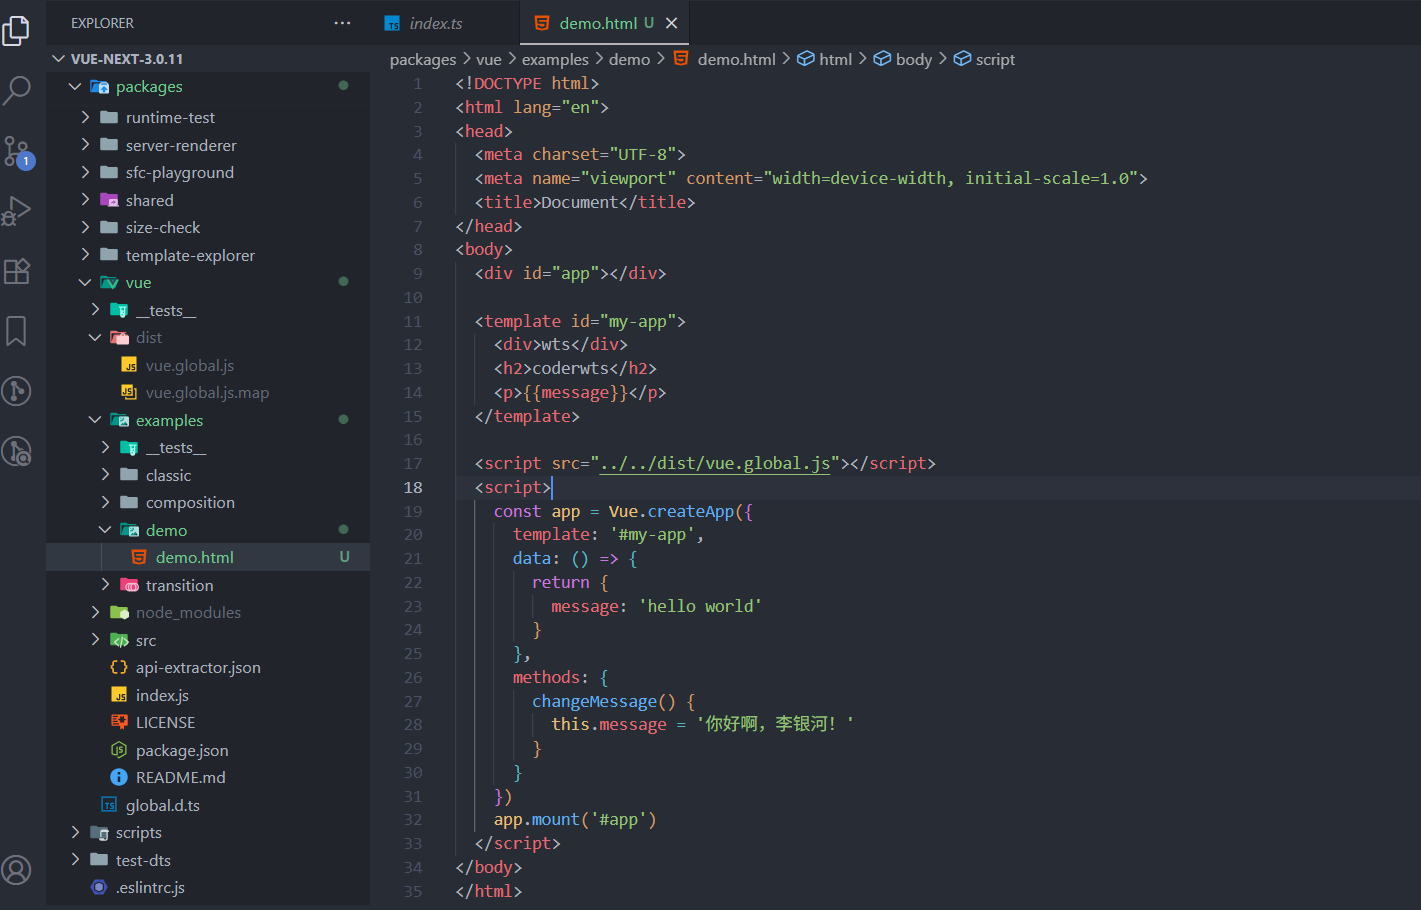 EXPLORER
VUE-NEXT-3.0.11
packages
runtime-test
server-renderer
sfc-playground
shared
size-check
template-explorer
vue
__tests__
dist
vue.global.js
vue.global.js.map
examples
__tests__
classic
composition
demo
demo.html U
transition
node_modules
src
api-extractor.json
index.js
LICENSE
package.json
README.md
global.d.ts
scripts
test-dts
.eslintrc.js
1
index.ts
demo.html U
packages > vue > examples > demo > demo.html > html > body > script
1 <!DOCTYPE html>
2 <html lang="en">
3 <head>
4 <meta charset="UTF-8">
5 <meta name="viewport" content="width=device-width, initial-scale=1.0">
6 <title>Document</title>
7 </head>
8 <body>
9 <div id="app"></div>
10
11 <template id="my-app">
12 <div>wts</div>
13 <h2>coderwts</h2>
14 <p>{{message}}</p>
15 </template>
16
17 <script src="../../dist/vue.global.js"></script>
18 <script>
19 const app = Vue.createApp({
20 template: '#my-app',
21 data: () => {
22 return {
23 message: 'hello world'
24 }
25 },
26 methods: {
27 changeMessage() {
28 this.message = '你好啊，李银河！'
29 }
30 }
31 })
32 app.mount('#app')
33 </script>
34 </body>
35 </html>